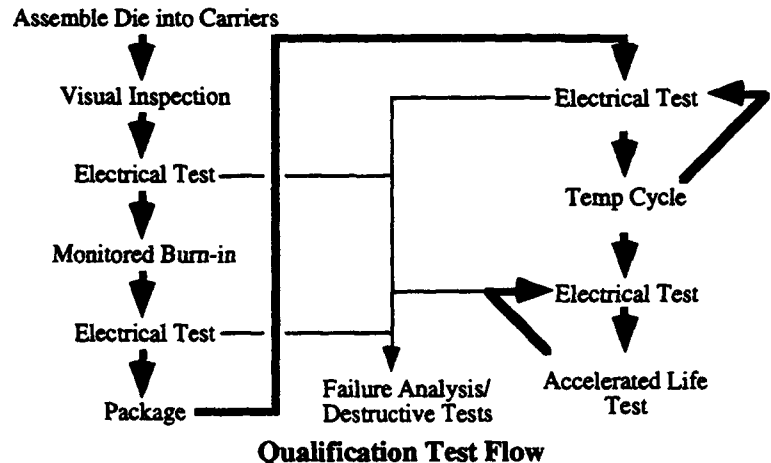 Assemble Die into Carriers
Visual Inspection
Electrical Test
Monitored Burn-in
Electrical Test
Package
Electrical Test
Temp Cycle
Electrical Test
Accelerated Life
Test
Failure Analysis/
Destructive Tests
Qualification Test Flow